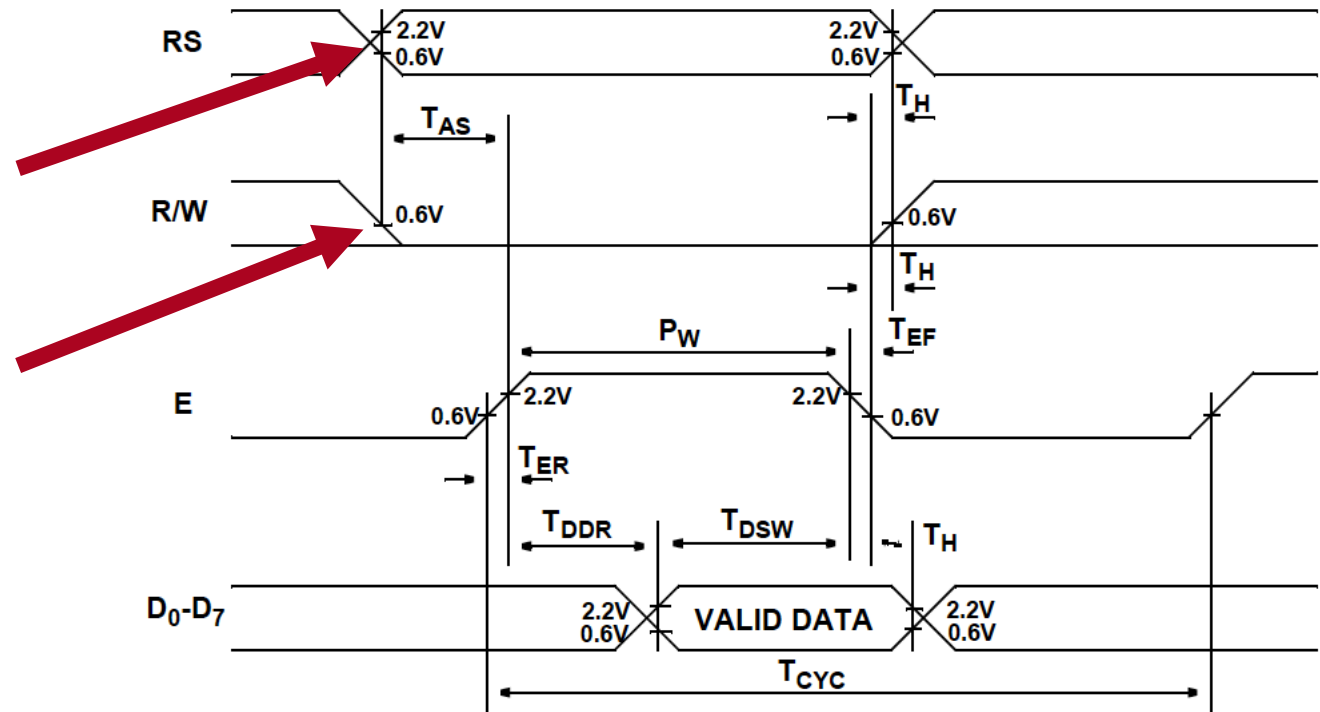 RS
2.2V
0.6V
2.2V
0.6V
TH
TAS
R/W
0.6V
0.6V
TH
PW
TEF
E
0.6V
2.2V
2.2V
0.6V
TER
TDDR
TDSW
TH
D0-D7
2.2V
0.6V
VALID DATA
2.2V
0.6V
TCYC